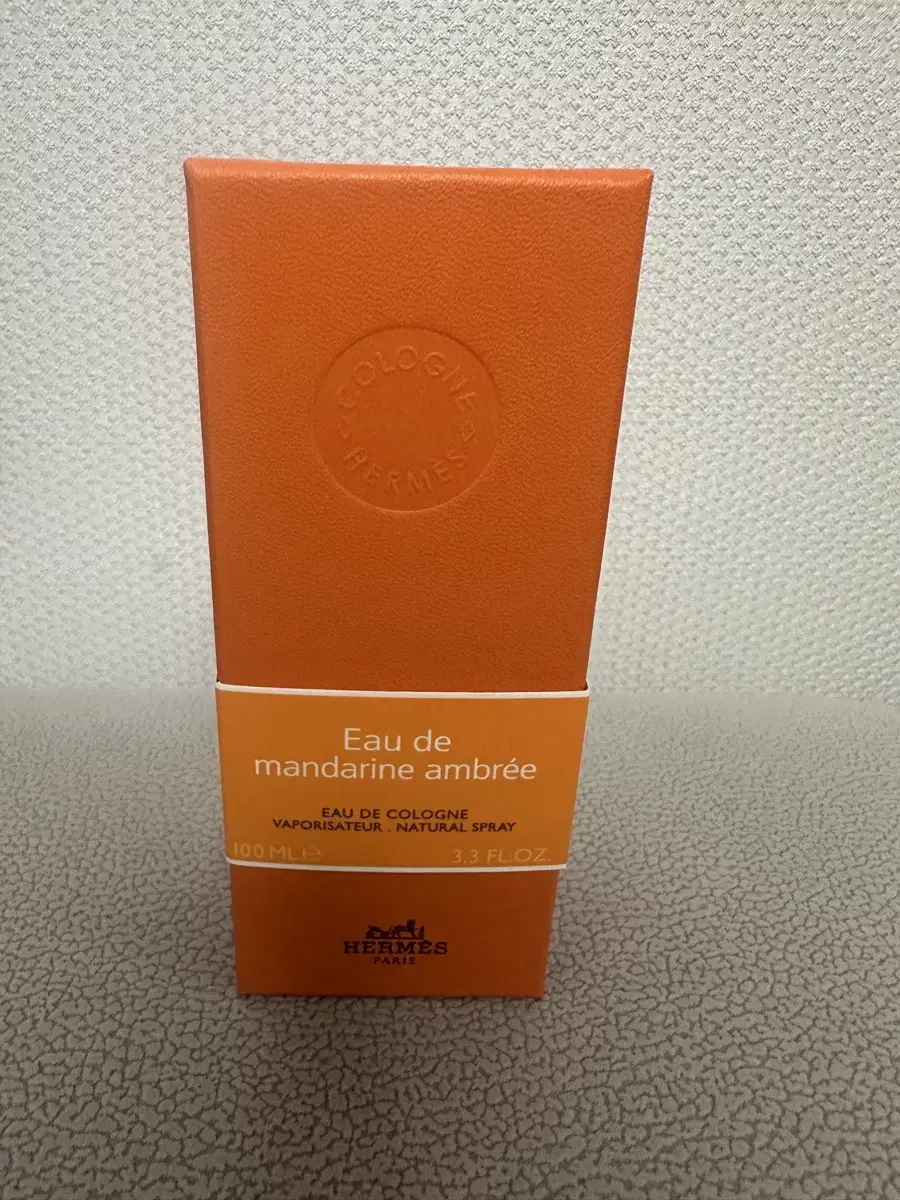 COLOGNE
HERMÈS
Eau de
mandarine ambrée
EAU DE COLOGNE
VAPORISATEUR . NATURAL SPRAY
100 ML ℮ 3.3 FL.OZ.
HERMÈS
PARIS